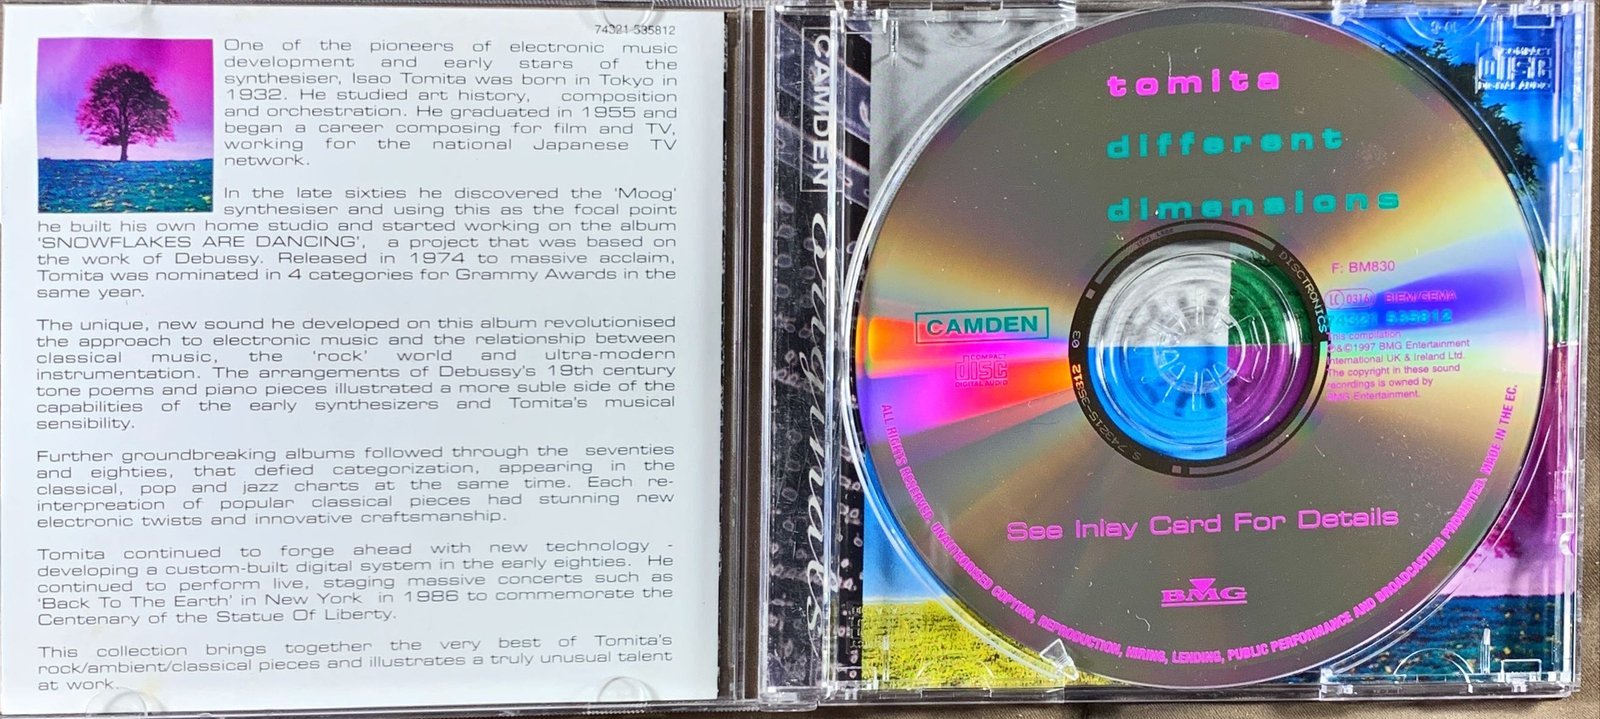 74321 535812
One of the pioneers of electronic music
development and early stars of the
synthesiser, Isao Tomita was born in Tokyo in
1932. He studied art history, composition
and orchestration. He graduated in 1955 and
began a career composing for film and TV,
working for the national Japanese TV
network.
In the late sixties he discovered the 'Moog'
synthesiser and using this as the focal point
he built his own home studio and started working on the album
'SNOWFLAKES ARE DANCING', a project that was based on
the work of Debussy. Released in 1974 to massive acclaim,
Tomita was nominated in 4 categories for Grammy Awards in the
same year.
The unique, new sound he developed on this album revolutionised
the approach to electronic music and the relationship between
classical music, the 'rock' world and ultra-modern
instrumentation. The arrangements of Debussy's 19th century
tone poems and piano pieces illustrated a more suble side of the
capabilities of the early synthesizers and Tomita's musical
sensibility.
Further groundbreaking albums followed through the seventies
and eighties, that defied categorization, appearing in the
classical, pop and jazz charts at the same time. Each re-
interpreation of popular classical pieces had stunning new
electronic twists and innovative craftsmanship.
Tomita continued to forge ahead with new technology -
developing a custom-built digital system in the early eighties. He
continued to perform live, staging massive concerts such as
'Back To The Earth' in New York in 1986 to commemorate the
Centenary of the Statue Of Liberty.
This collection brings together the very best of Tomita's
rock/ambient/classical pieces and illustrates a truly unusual talent
at work.
CAMDEN originals
tomita
different
dimensions
F: BM830
LC 0316 BIEM/GEMA
74321 535812
This compilation
℗&©1997 BMG Entertainment
International UK & Ireland Ltd.
The copyright in these sound
recordings is owned by
BMG Entertainment.
CAMDEN
COMPACT
disc
DIGITAL AUDIO
DISCTRONICS
S 74321S-35812 03
See Inlay Card For Details
BMG
ALL RIGHTS RESERVED. UNAUTHORISED COPYING, REPRODUCTION, HIRING, LENDING, PUBLIC PERFORMANCE AND BROADCASTING PROHIBITED. MADE IN THE EC.
COMPACT
disc
DIGITAL AUDIO